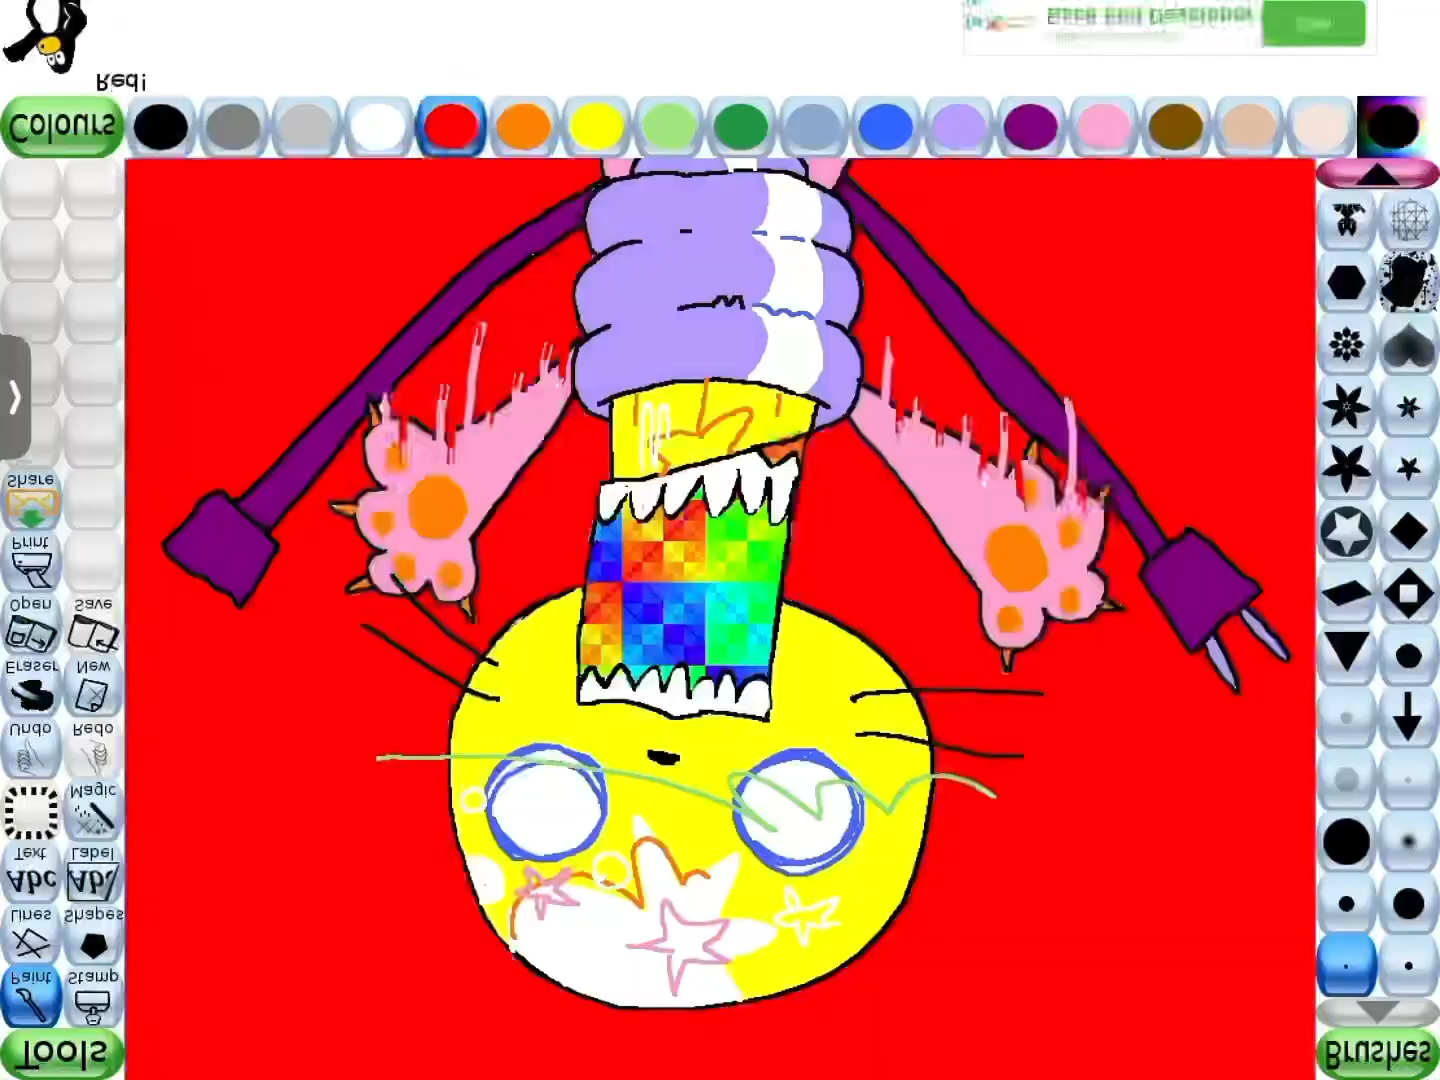 Tools
Brushes
Paint
Stamp
Lines
Shapes
Abc
Abc
Text
Label
Magic
Undo
Redo
Eraser
New
Open
Save
Print
Share
Colours
Red!